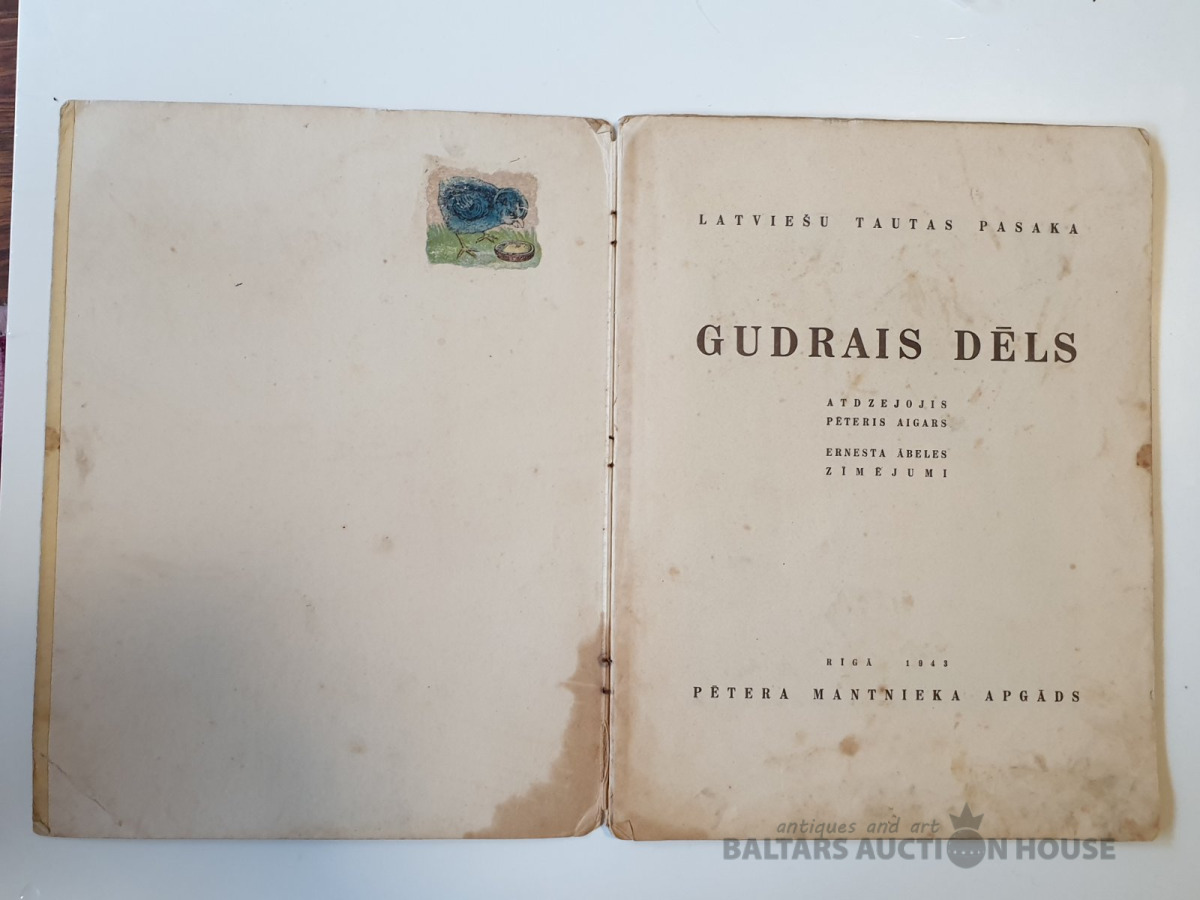 LATVIEŠU TAUTAS PASAKA
GUDRAIS DĒLS
ATDZEJOJIS
PĒTERIS AIGARS
ERNESTA ĀBELES
ZIMĒJUMI
RĪGĀ 1943
PĒTERA MANTNIEKA APGĀDS
antiques and art
BALTARS AUCTION HOUSE